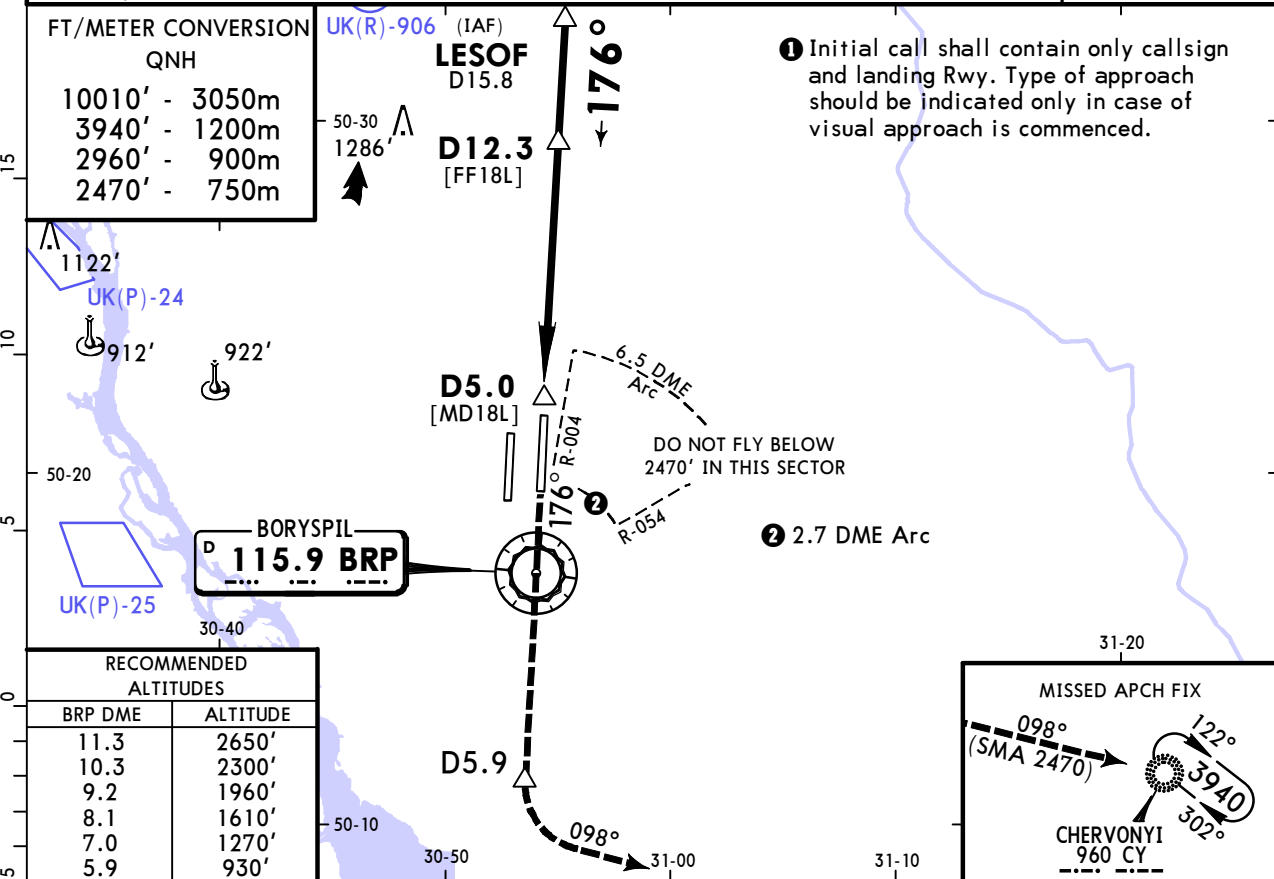 FT/METER CONVERSION
QNH
10010' - 3050m
3940' - 1200m
2960' - 900m
2470' - 750m
UK(R)-906
(IAF)
LESOF
D15.8
176°
❶ Initial call shall contain only callsign
and landing Rwy. Type of approach
should be indicated only in case of
visual approach is commenced.
50-30
1286'
D12.3
[FF18L]
15
1122'
UK(P)-24
912'
922'
10
6.5 DME
Arc
D5.0
[MD18L]
R-004
DO NOT FLY BELOW
2470' IN THIS SECTOR
50-20
176°
❷
R-054
❷ 2.7 DME Arc
5
BORYSPIL
D 115.9 BRP
UK(P)-25
30-40
31-20
RECOMMENDED
ALTITUDES
BRP DME ALTITUDE
11.3 2650'
10.3 2300'
9.2 1960'
8.1 1610'
7.0 1270'
5.9 930'
0
5
D5.9
098°
50-10
30-50
31-00
31-10
MISSED APCH FIX
098°
(SMA 2470)
122°
3940
302°
CHERVONYI
960 CY